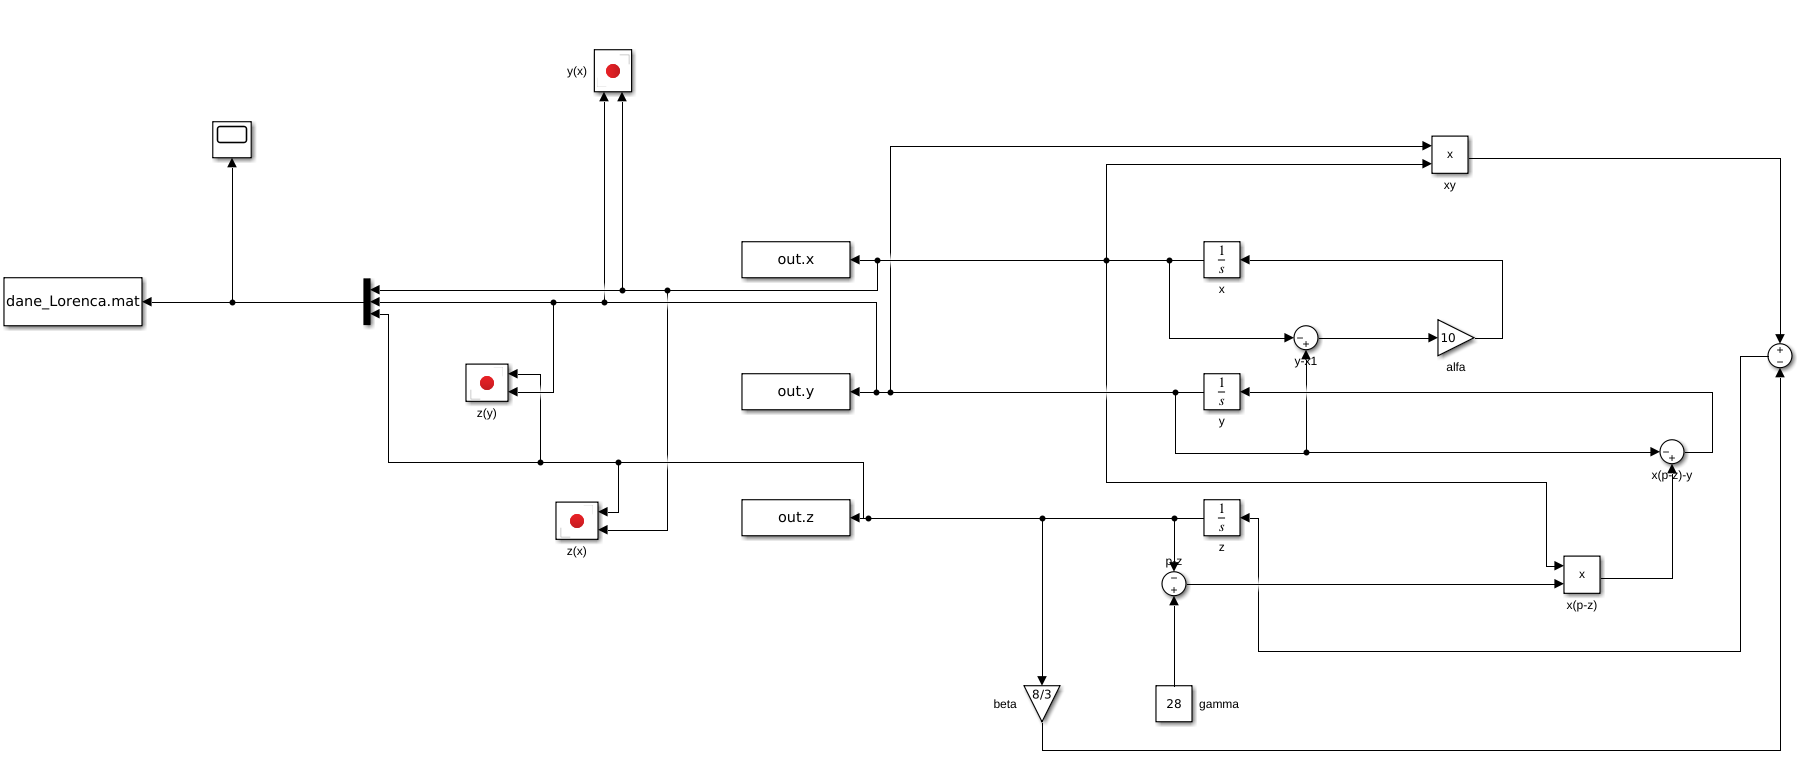 y(x)
x
xy
out.x
1
s
x
dane_Lorenca.mat
y-x1
10
alfa
out.y
1
s
y
z(y)
x(p-z)-y
out.z
1
s
z
z(x)
p-z
x
x(p-z)
beta
8/3
28
gamma